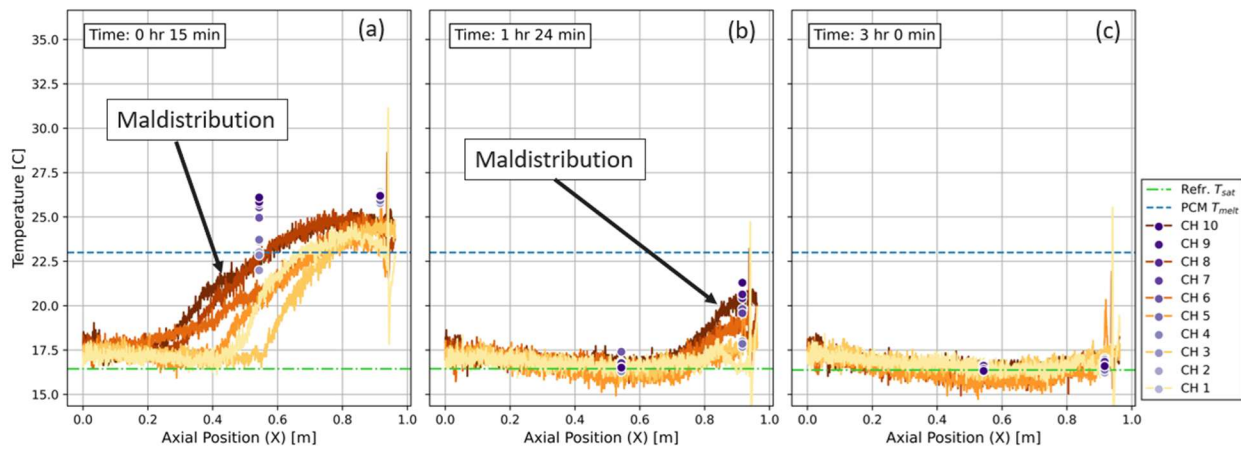 Time: 0 hr 15 min
(a)
Maldistribution
Temperature [C]
35.0
32.5
30.0
27.5
25.0
22.5
20.0
17.5
15.0
0.0 0.2 0.4 0.6 0.8 1.0
Axial Position (X) [m]
Time: 1 hr 24 min
(b)
Maldistribution
0.0 0.2 0.4 0.6 0.8 1.0
Axial Position (X) [m]
Time: 3 hr 0 min
(c)
0.0 0.2 0.4 0.6 0.8 1.0
Axial Position (X) [m]
Refr. T_sat
PCM T_melt
CH 10
CH 9
CH 8
CH 7
CH 6
CH 5
CH 4
CH 3
CH 2
CH 1